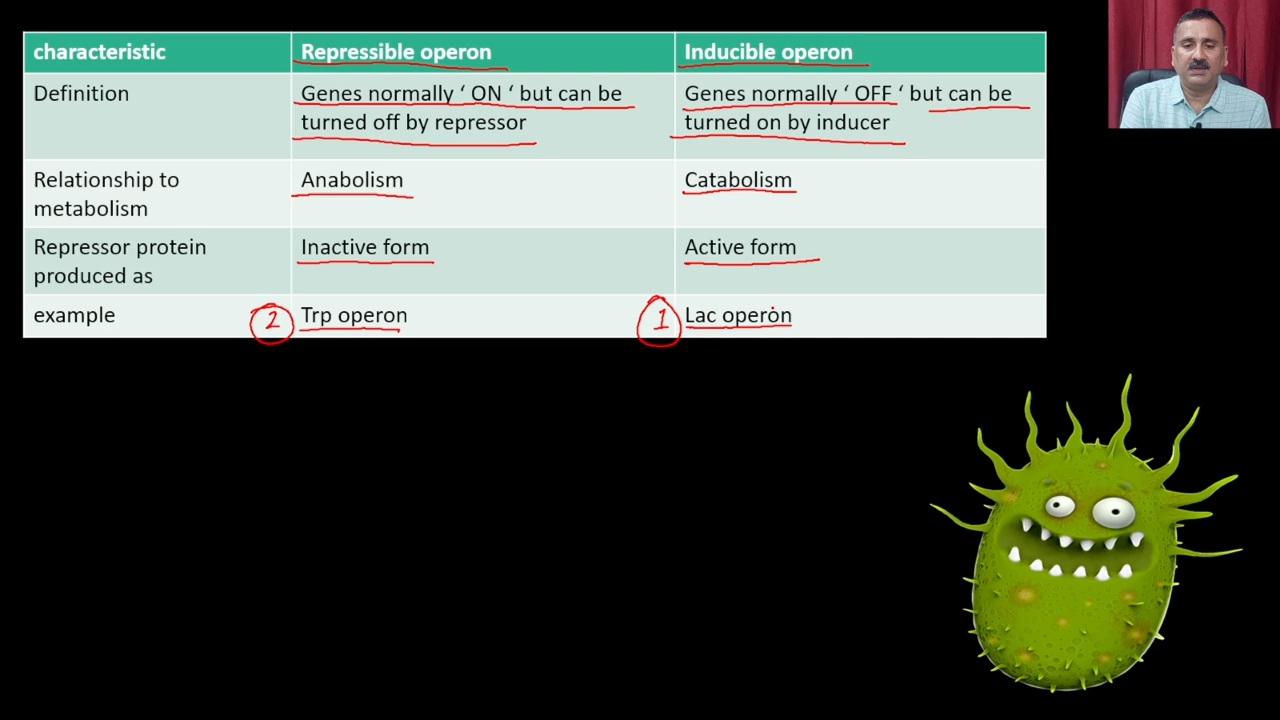 characteristic
Repressible operon
Inducible operon
Definition
Genes normally ‘ ON ‘ but can be
turned off by repressor
Genes normally ‘ OFF ‘ but can be
turned on by inducer
Relationship to
metabolism
Anabolism
Catabolism
Repressor protein
produced as
Inactive form
Active form
example
2
Trp operon
1
Lac operon